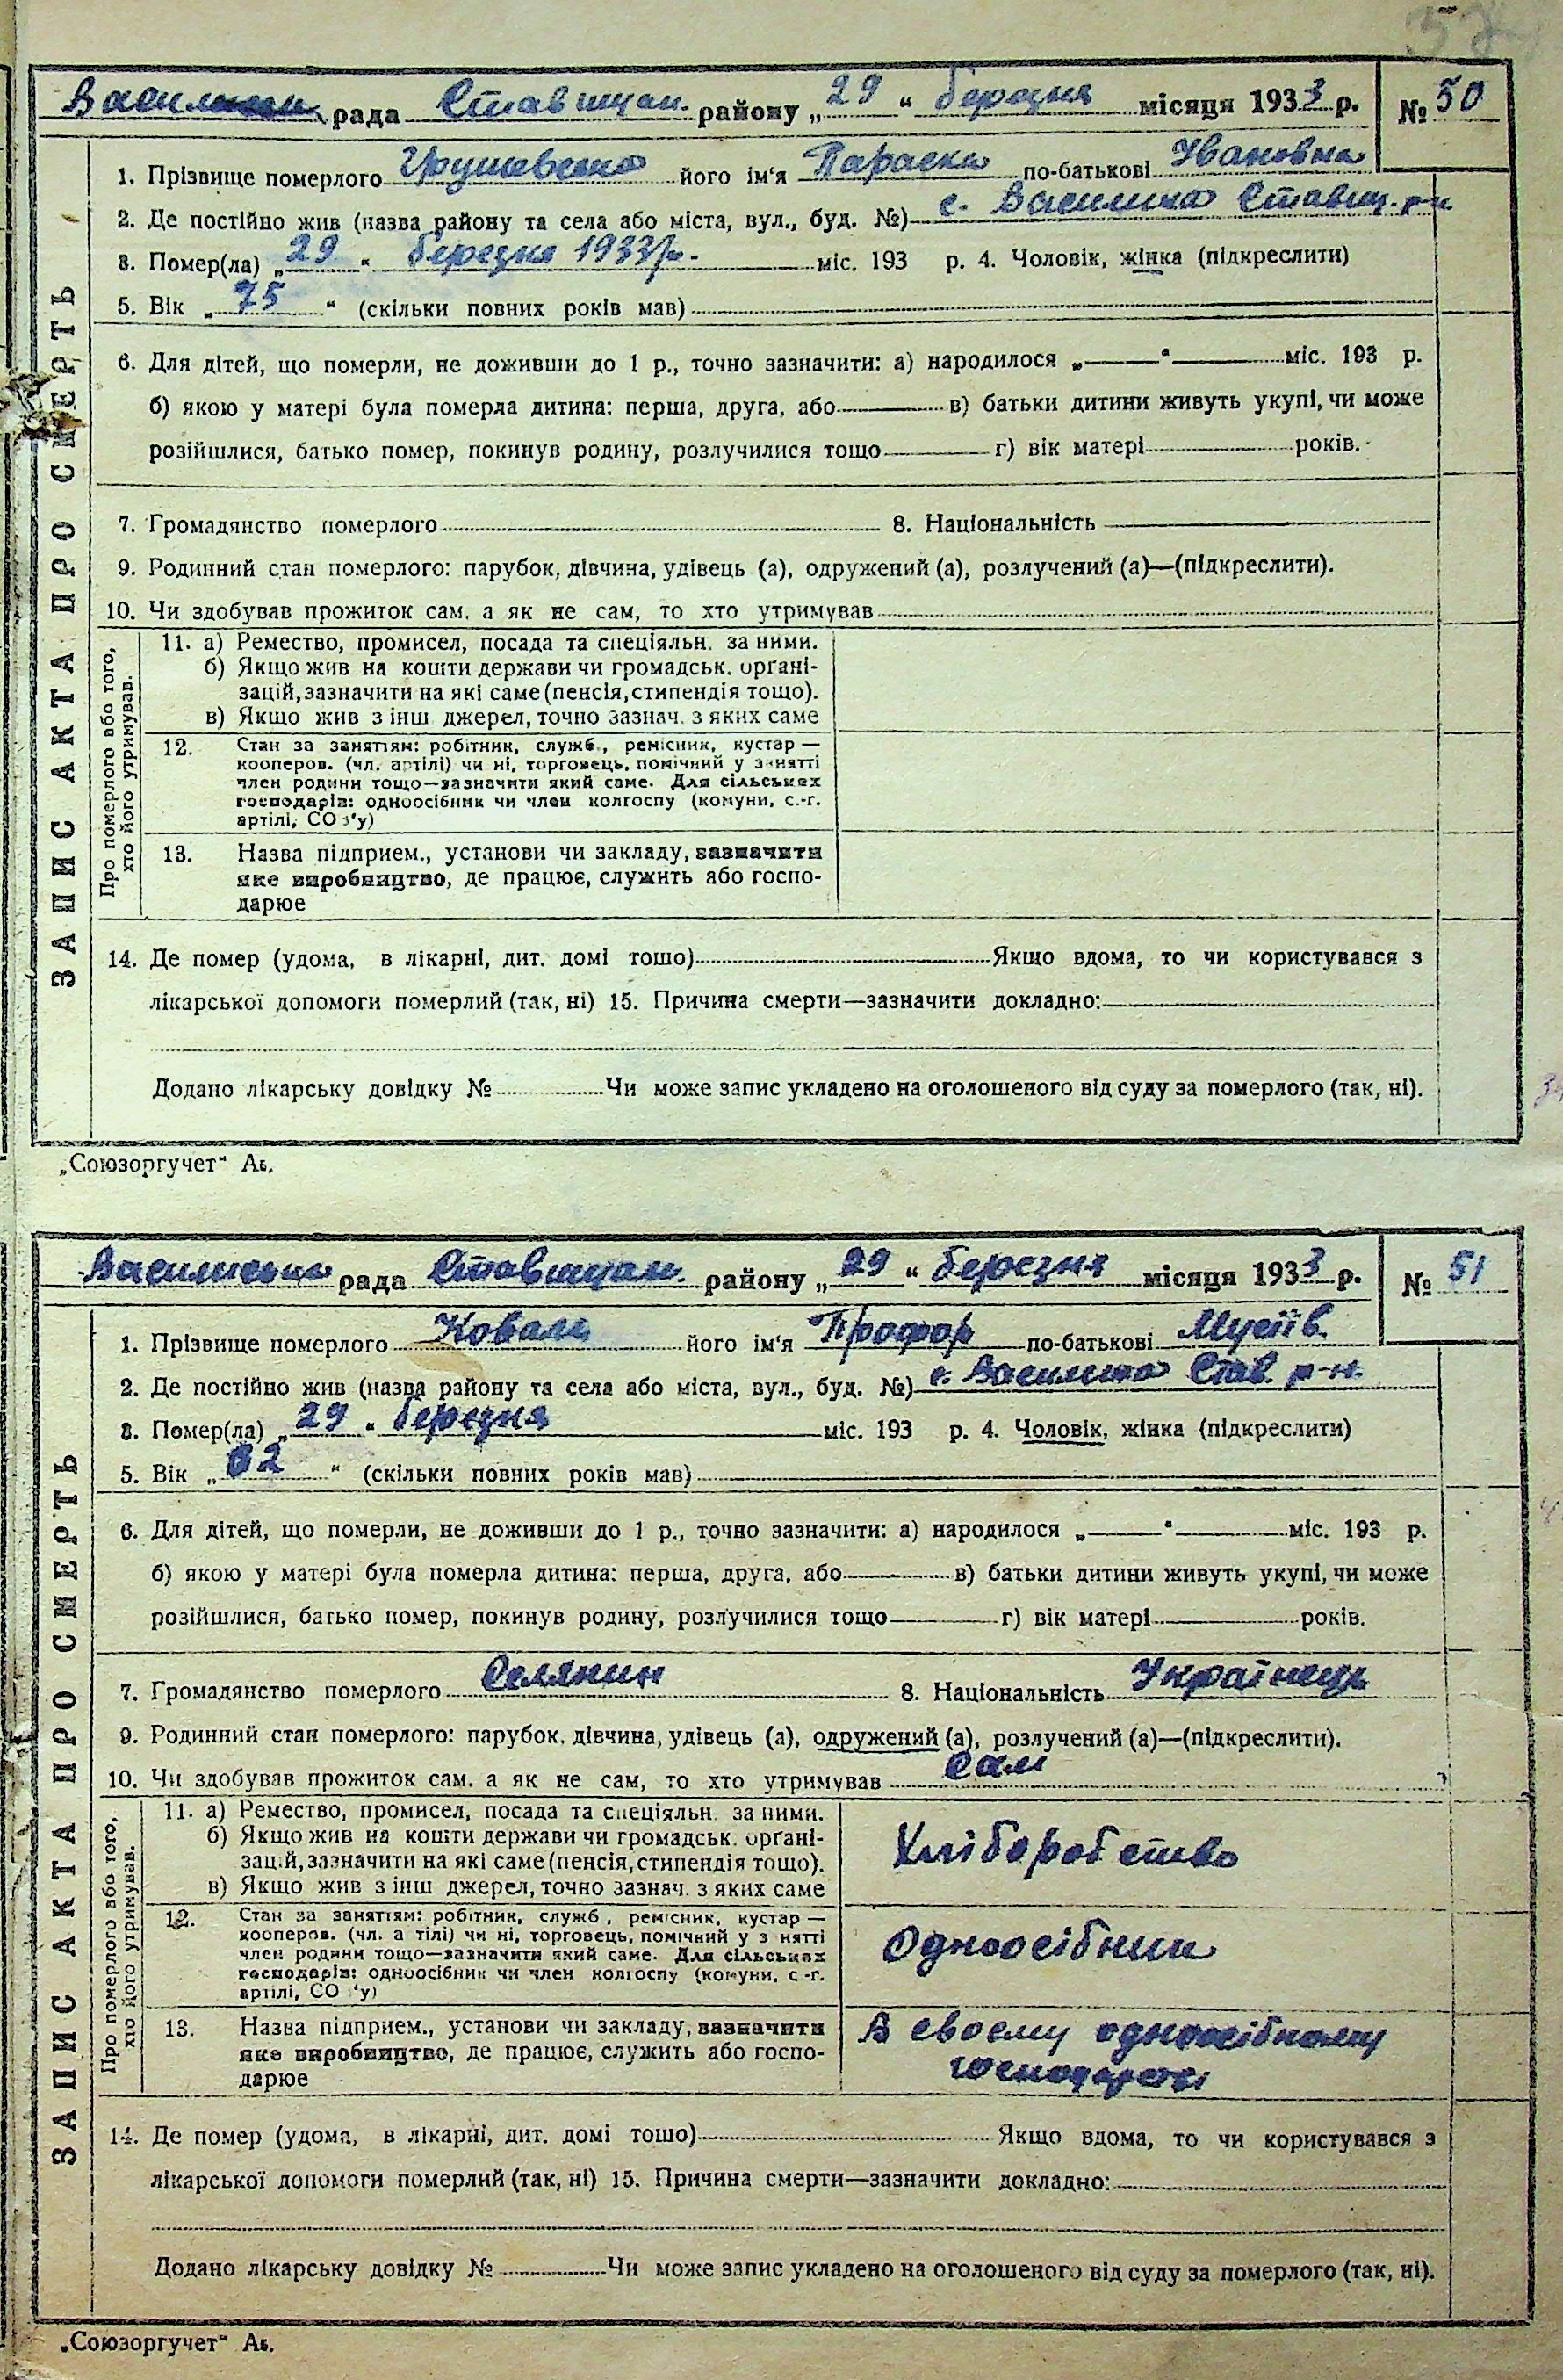 57
Василиська рада Ставищан. району „29“ березня місяця 1933 р. № 50
1. Прізвище померлого Грушевська його ім'я Параска по-батькові Івановна
2. Де постійно жив (назва району та села або міста, вул., буд. №) с. Василиха Ставищ. р-н
3. Помер(ла) „29“ березня 1933 р. міс. 193 р. 4. Чоловік, жінка (підкреслити)
5. Вік „75“ (скільки повних років мав)
6. Для дітей, що померли, не доживши до 1 р., точно зазначити: а) народилося „—“ — міс. 193 р.
б) якою у матері була померла дитина: перша, друга, або — в) батьки дитини живуть укупі, чи може
розійшлися, батько помер, покинув родину, розлучилися тощо — г) вік матері — років.
7. Громадянство померлого 8. Національність
9. Родинний стан померлого: парубок, дівчина, удівець (а), одружений (а), розлучений (а)—(підкреслити).
10. Чи здобував прожиток сам, а як не сам, то хто утримував
ЗАПИС АКТА ПРО СМЕРТЬ
Про померлого або того, хто його утримував.
11. а) Ремество, промисел, посада та спеціяльн. за ними.
б) Якщо жив на кошти держави чи громадськ. орґані-
зацій, зазначити на які саме (пенсія, стипендія тощо).
в) Якщо жив з інш джерел, точно зазнач. з яких саме
12. Стан за заняттям: робітник, служб., ремісник, кустар —
кооперов. (чл. артілі) чи ні, торговець, помічний у занятті
член родини тощо—зазначити який саме. Для сільських
господарів: одноосібник чи член колгоспу (комуни, с.-г.
артілі, СО з'у)
13. Назва підприєм., установи чи закладу, зазначити
яке виробництво, де працює, служить або госпо-
дарює
14. Де помер (удома, в лікарні, дит. домі тошо) Якщо вдома, то чи користувався з
лікарської допомоги померлий (так, ні) 15. Причина смерти—зазначити докладно:
Додано лікарську довідку № Чи може запис укладено на оголошеного від суду за померлого (так, ні).
„Союзоргучет“ Аб.
Василиська рада Ставищан. району „29“ березня місяця 1933 р. № 51
1. Прізвище померлого Коваль його ім'я Трофор по-батькові Мусіїв.
2. Де постійно жив (назва району та села або міста, вул., буд. №) с. Василиха Став. р-н.
3. Помер(ла) „29“ березня міс. 193 р. 4. Чоловік, жінка (підкреслити)
5. Вік „62“ (скільки повних років мав)
6. Для дітей, що померли, не доживши до 1 р., точно зазначити: а) народилося „—“ — міс. 193 р.
б) якою у матері була померла дитина: перша, друга, або — в) батьки дитини живуть укупі, чи може
розійшлися, батько помер, покинув родину, розлучилися тощо — г) вік матері — років.
7. Громадянство померлого Селянин 8. Національність Українець
9. Родинний стан померлого: парубок, дівчина, удівець (а), одружений (а), розлучений (а)—(підкреслити).
10. Чи здобував прожиток сам, а як не сам, то хто утримував сам
ЗАПИС АКТА ПРО СМЕРТЬ
Про померлого або того, хто його утримував.
11. а) Ремество, промисел, посада та спеціяльн. за ними.
б) Якщо жив на кошти держави чи громадськ. орґані-
зацій, зазначити на які саме (пенсія, стипендія тощо).
в) Якщо жив з інш джерел, точно зазнач. з яких саме
Хліборобство
12. Стан за заняттям: робітник, служб., ремісник, кустар —
кооперов. (чл. а тілі) чи ні, торговець, помічний у з нятті
член родини тощо—зазначити який саме. Для сільських
господарів: одноосібник чи член колгоспу (комуни, с-г.
артілі, СО 'у)
Одноосібник
13. Назва підприєм., установи чи закладу, зазначити
яке виробництво, де працює, служить або госпо-
дарює
В своєму одноосібному
господарстві
14. Де помер (удома, в лікарні, дит. домі тошо) Якщо вдома, то чи користувався з
лікарської допомоги померлий (так, ні) 15. Причина смерти—зазначити докладно:
Додано лікарську довідку № Чи може запис укладено на оголошеного від суду за померлого (так, ні).
„Союзоргучет“ Аб.